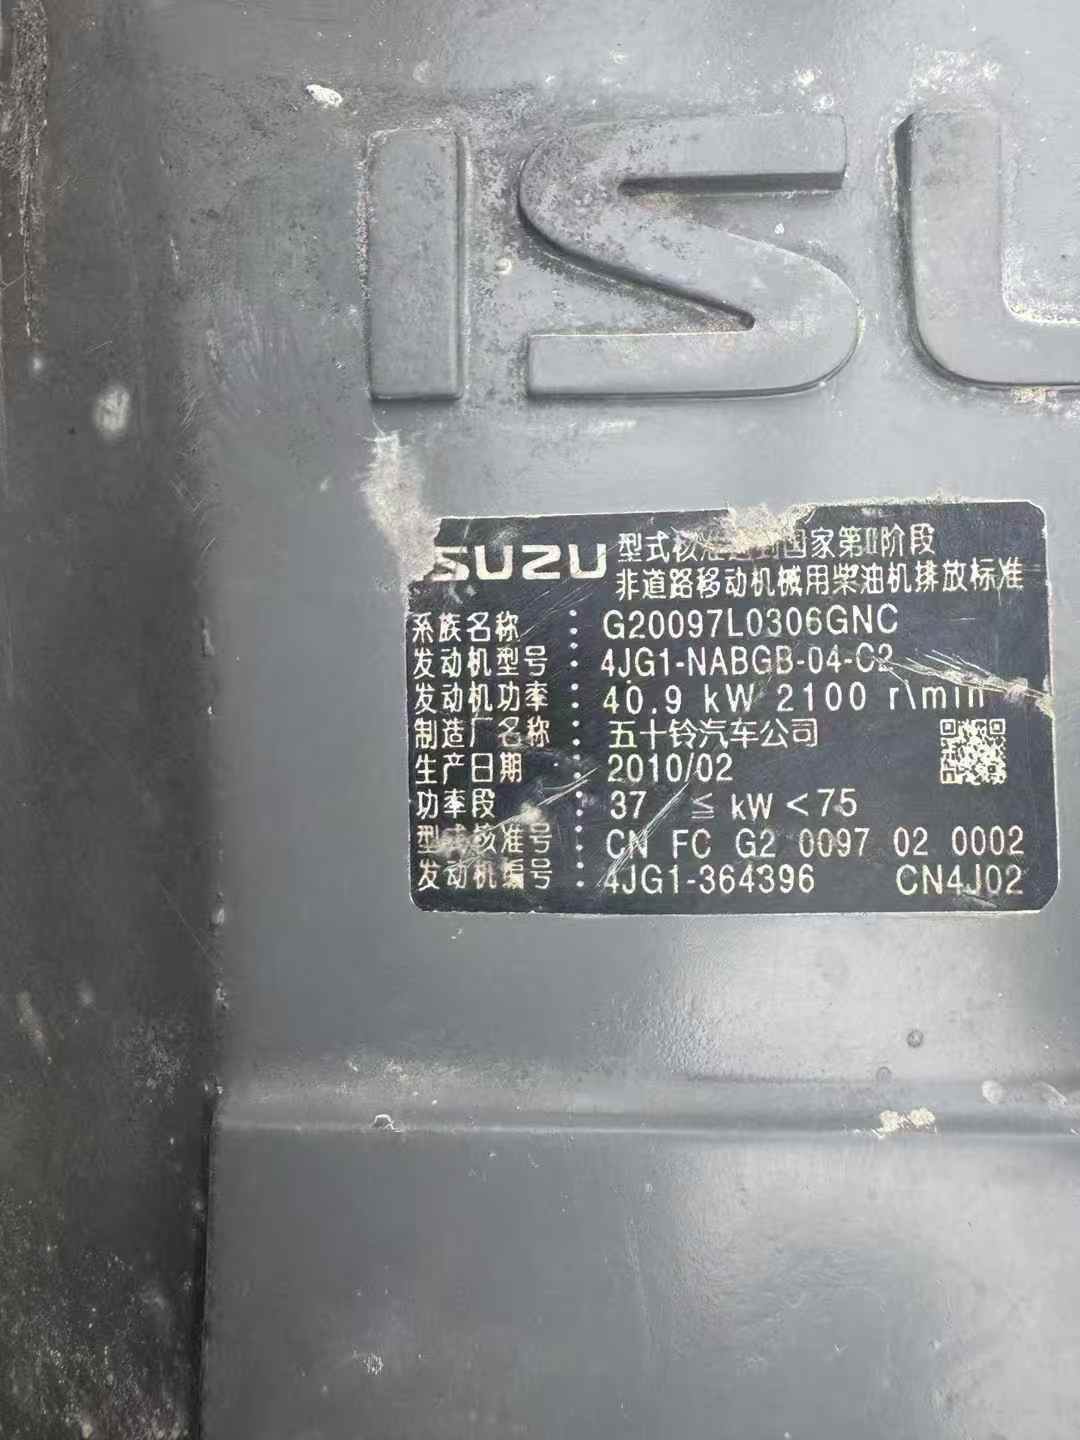 ISU
ISUZU 型式核准达到国家第II阶段
非道路移动机械用柴油机排放标准
系族名称 : G20097L0306GNC
发动机型号 : 4JG1-NABGB-04-C2
发动机功率 : 40.9 kW 2100 r\min
制造厂名称 : 五十铃汽车公司
生产日期 : 2010/02
功率段 : 37 ≦ kW < 75
型式核准号 : CN FC G2 0097 02 0002
发动机编号 : 4JG1-364396 CN4J02